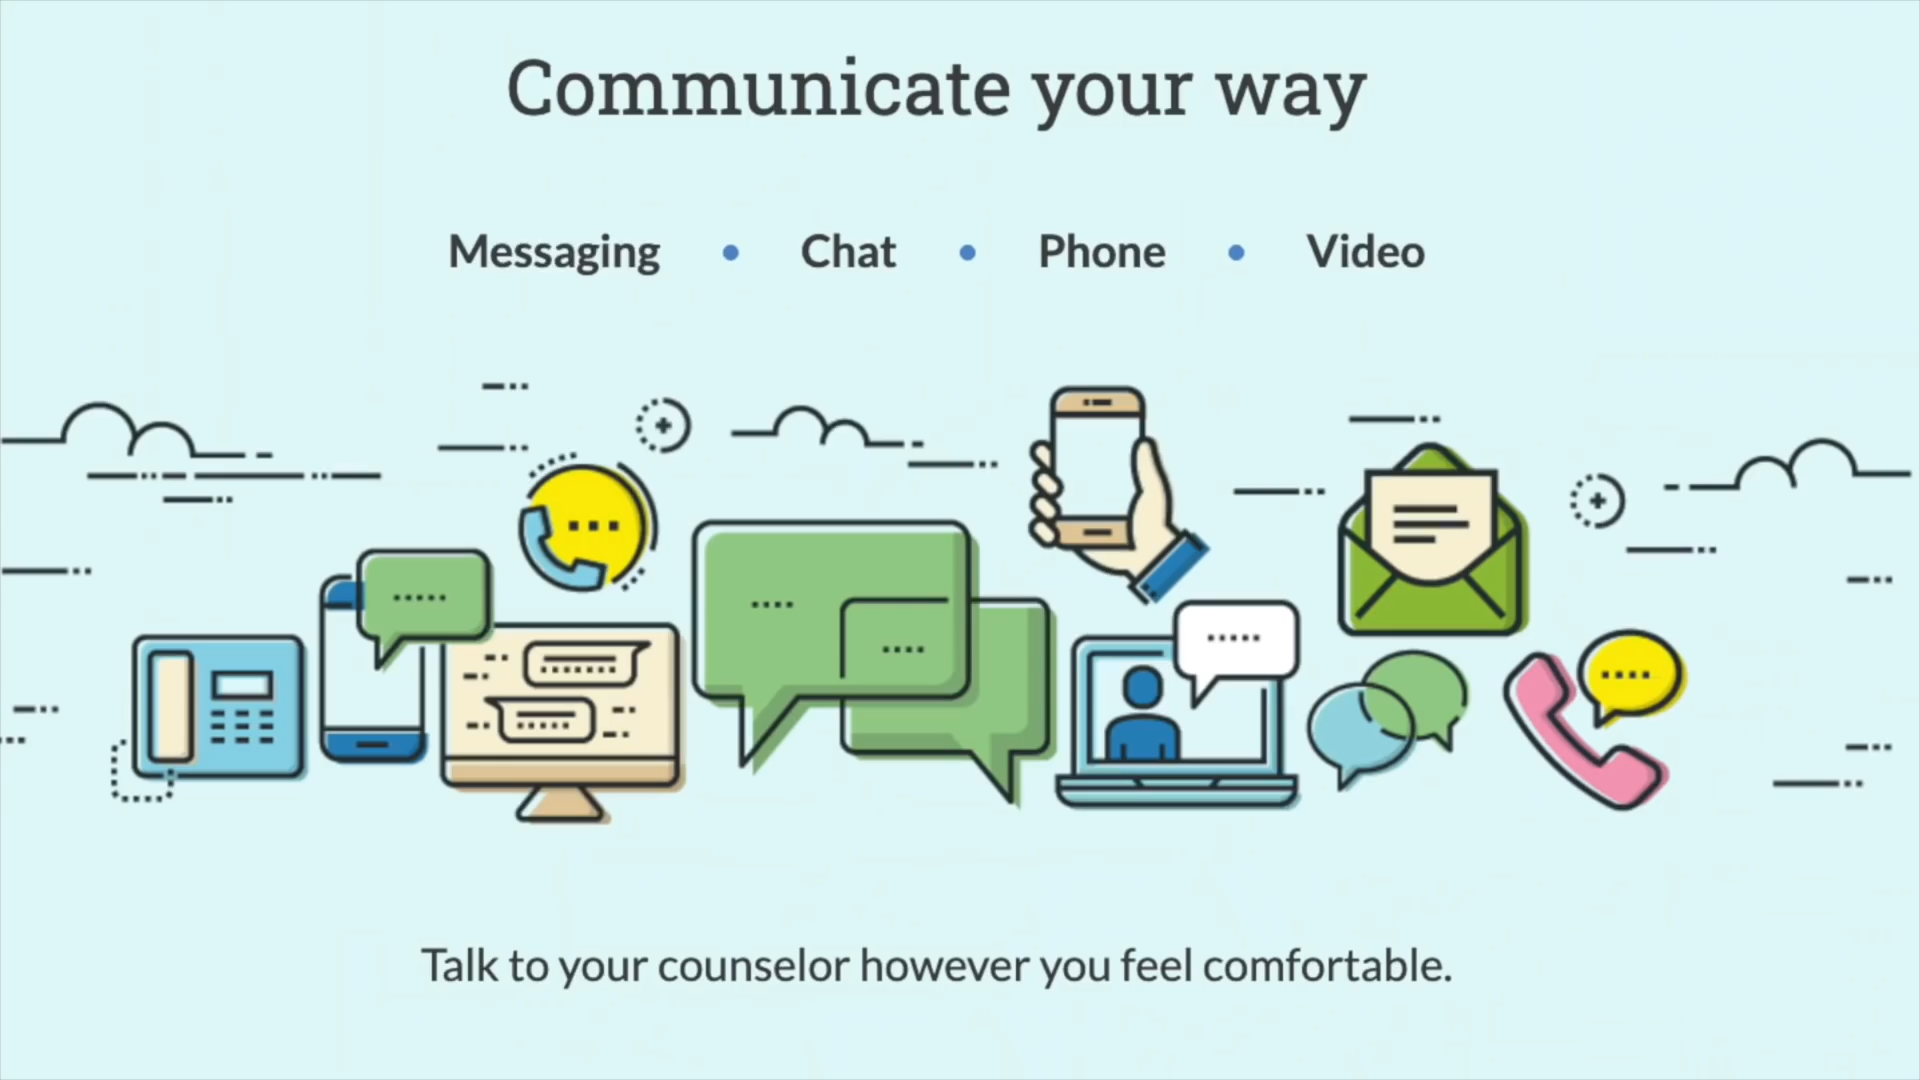 Communicate your way
Messaging • Chat • Phone • Video
Talk to your counselor however you feel comfortable.